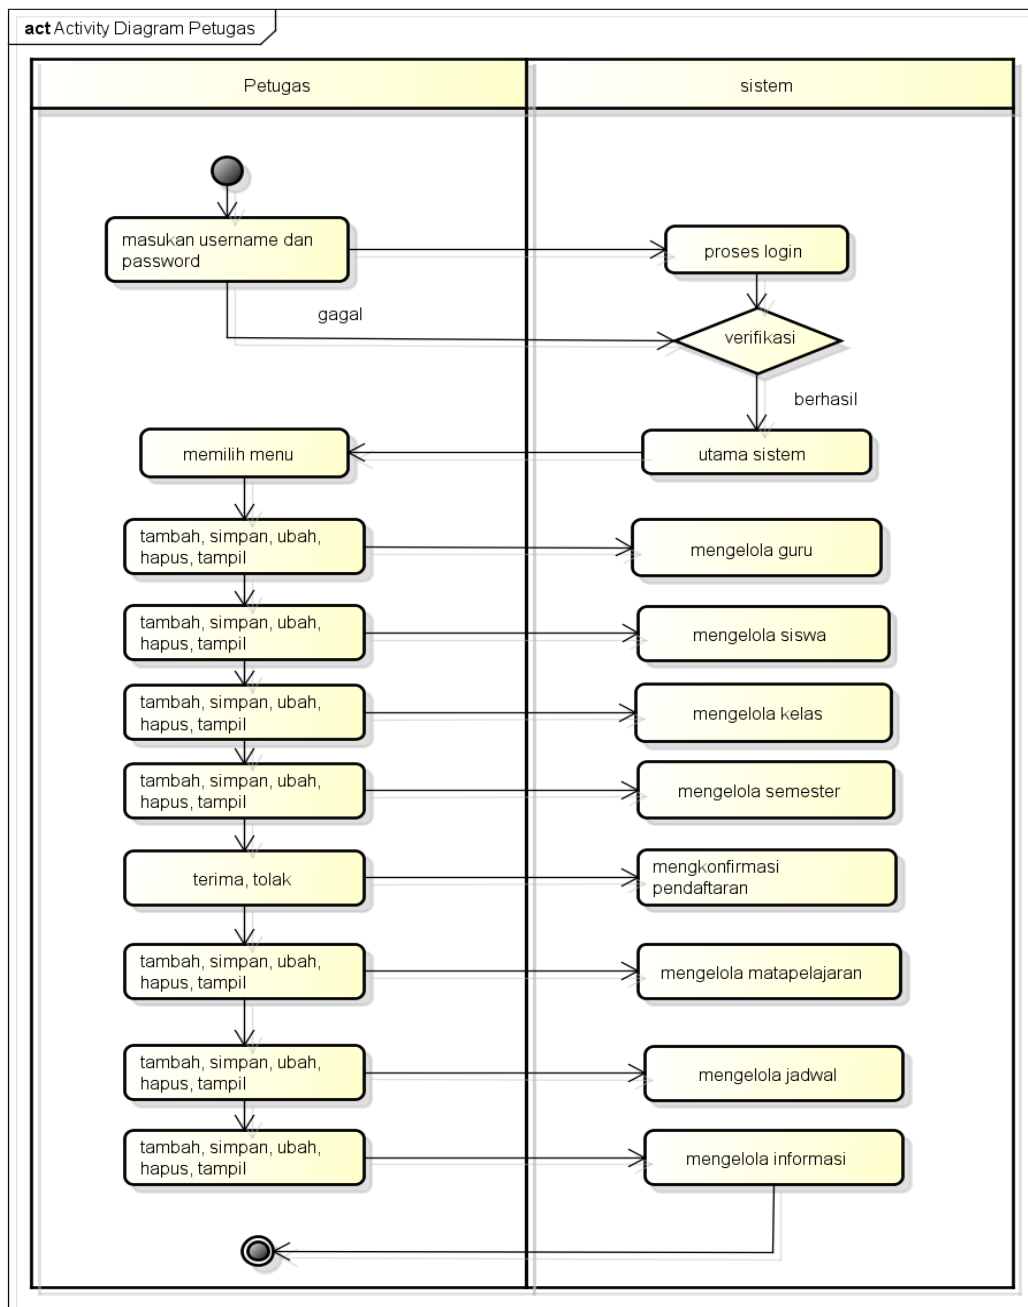 act Activity Diagram Petugas
Petugas
sistem
masukan username dan
password
proses login
gagal
verifikasi
berhasil
memilih menu
utama sistem
tambah, simpan, ubah,
hapus, tampil
mengelola guru
tambah, simpan, ubah,
hapus, tampil
mengelola siswa
tambah, simpan, ubah,
hapus, tampil
mengelola kelas
tambah, simpan, ubah,
hapus, tampil
mengelola semester
terima, tolak
mengkonfirmasi
pendaftaran
tambah, simpan, ubah,
hapus, tampil
mengelola matapelajaran
tambah, simpan, ubah,
hapus, tampil
mengelola jadwal
tambah, simpan, ubah,
hapus, tampil
mengelola informasi